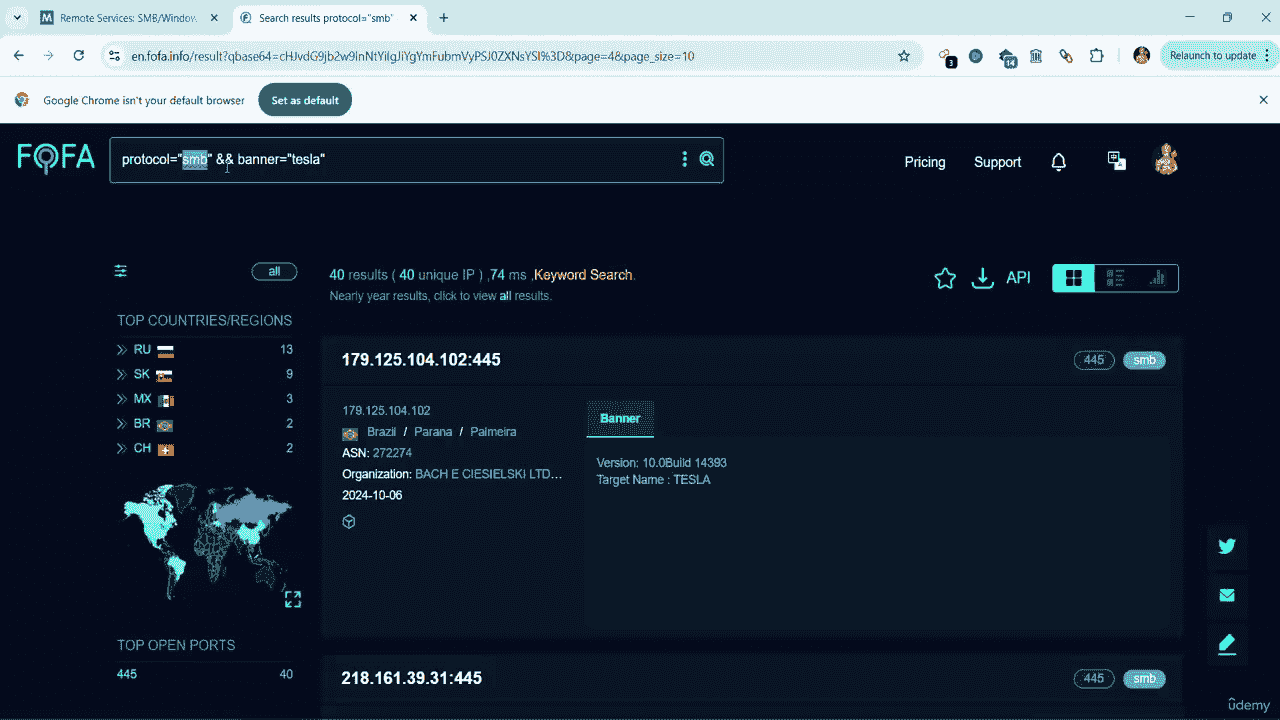 Remote Services: SMB/Window
Search results protocol="smb"
en.fofa.info/result?qbase64=cHJvdG9jb2w9InNtYiIgJiYgYmFubmVyPSJ0ZXNsYSI%3D&page=4&page_size=10
3
14
Relaunch to update
Google Chrome isn't your default browser
Set as default
FOFA
protocol="smb" && banner="tesla"
Pricing
Support
all
40 results ( 40 unique IP ) ,74 ms ,Keyword Search.
Nearly year results, click to view all results.
API
TOP COUNTRIES/REGIONS
RU 13
SK 9
MX 3
BR 2
CH 2
TOP OPEN PORTS
445 40
179.125.104.102:445
445 smb
179.125.104.102
Brazil / Parana / Palmeira
ASN: 272274
Organization: BACH E CIESIELSKI LTD...
2024-10-06
Banner
Version: 10.0Build 14393
Target Name : TESLA
218.161.39.31:445
445 smb
ûdemy